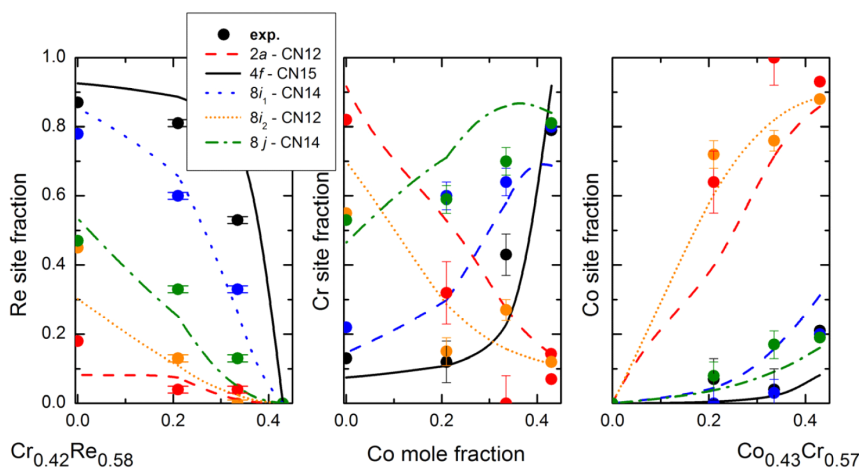 exp.
2a - CN12
4f - CN15
8i1 - CN14
8i2 - CN12
8 j - CN14
Re site fraction
1.0
0.8
0.6
0.4
0.2
0.0
0.0 0.2 0.4
Cr site fraction
0.0 0.2 0.4
Co site fraction
0.0 0.2 0.4
Cr0.42Re0.58
Co mole fraction
Co0.43Cr0.57